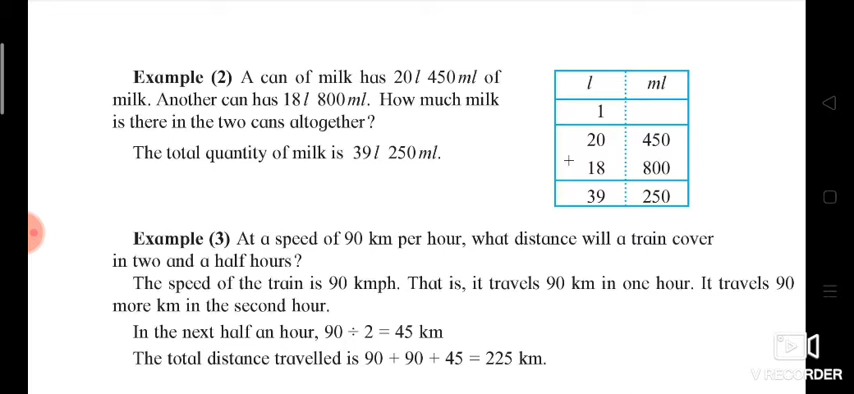 Example (2) A can of milk has 20l 450ml of
milk. Another can has 18l 800ml. How much milk
is there in the two cans altogether?
The total quantity of milk is 39l 250ml.
l ml
1
20 450
+ 18 800
39 250
Example (3) At a speed of 90 km per hour, what distance will a train cover
in two and a half hours?
The speed of the train is 90 kmph. That is, it travels 90 km in one hour. It travels 90
more km in the second hour.
In the next half an hour, 90 ÷ 2 = 45 km
The total distance travelled is 90 + 90 + 45 = 225 km.
V RECORDER